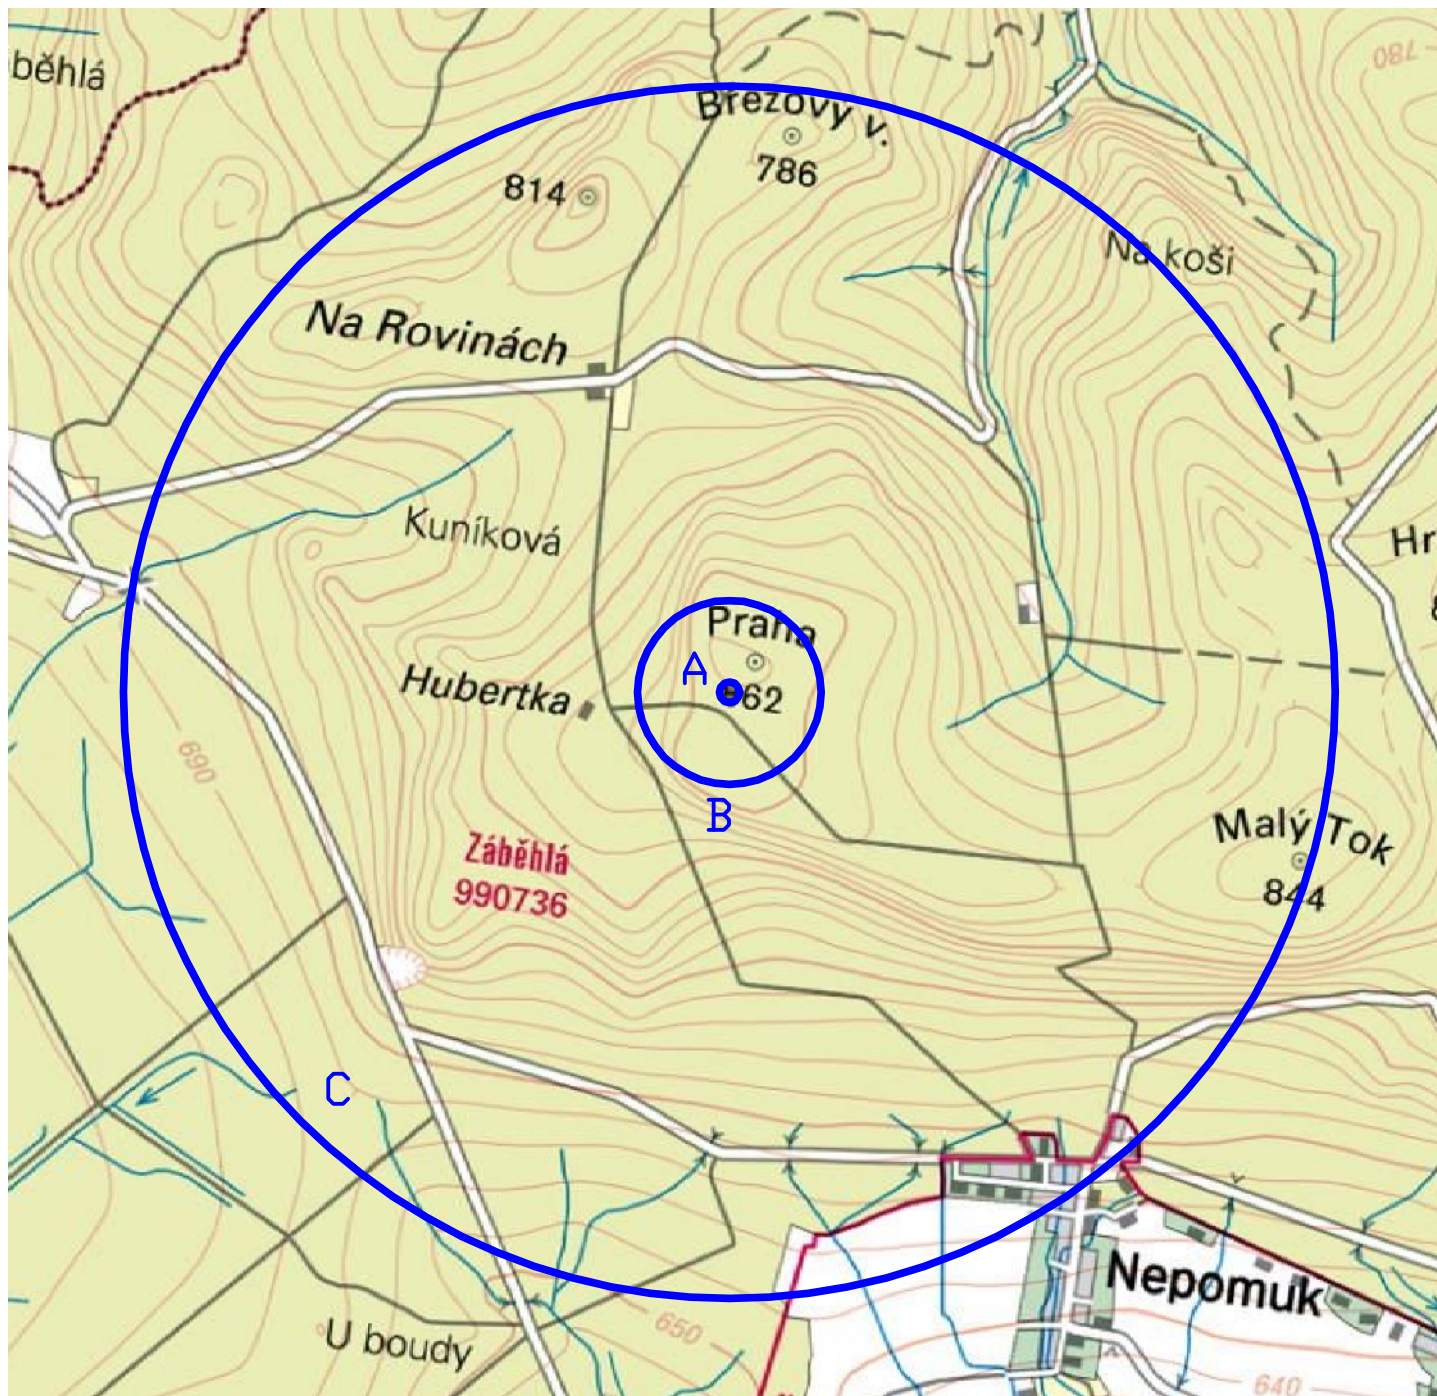 běhlá
780
Březový v.
786
814
Na koši
Na Rovinách
Kuníková
Hr
Praha
A
62
Hubertka
690
B
Malý Tok
844
Záběhlá
990736
C
Nepomuk
U boudy
650
640